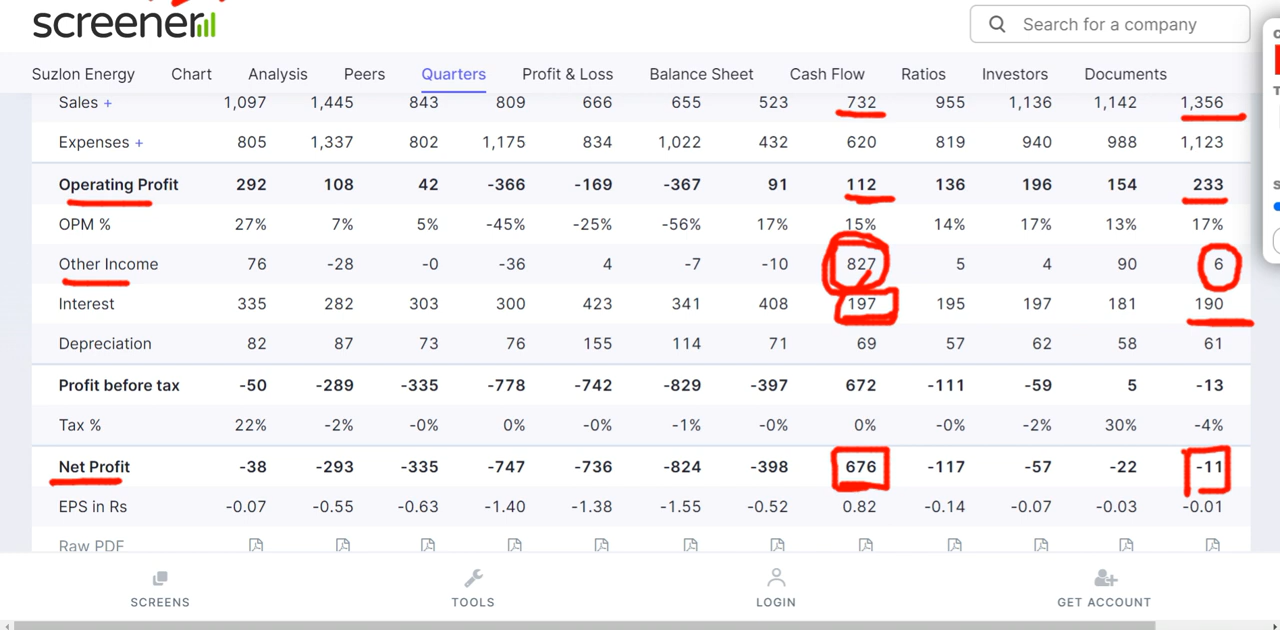 screener
Search for a company
Suzlon Energy Chart Analysis Peers Quarters Profit & Loss Balance Sheet Cash Flow Ratios Investors Documents
Sales + 1,097 1,445 843 809 666 655 523 732 955 1,136 1,142 1,356
Expenses + 805 1,337 802 1,175 834 1,022 432 620 819 940 988 1,123
Operating Profit 292 108 42 -366 -169 -367 91 112 136 196 154 233
OPM % 27% 7% 5% -45% -25% -56% 17% 15% 14% 17% 13% 17%
Other Income 76 -28 -0 -36 4 -7 -10 827 5 4 90 6
Interest 335 282 303 300 423 341 408 197 195 197 181 190
Depreciation 82 87 73 76 155 114 71 69 57 62 58 61
Profit before tax -50 -289 -335 -778 -742 -829 -397 672 -111 -59 5 -13
Tax % 22% -2% -0% 0% -0% -1% -0% 0% -0% -2% 30% -4%
Net Profit -38 -293 -335 -747 -736 -824 -398 676 -117 -57 -22 -11
EPS in Rs -0.07 -0.55 -0.63 -1.40 -1.38 -1.55 -0.52 0.82 -0.14 -0.07 -0.03 -0.01
Raw PDF
SCREENS TOOLS LOGIN GET ACCOUNT